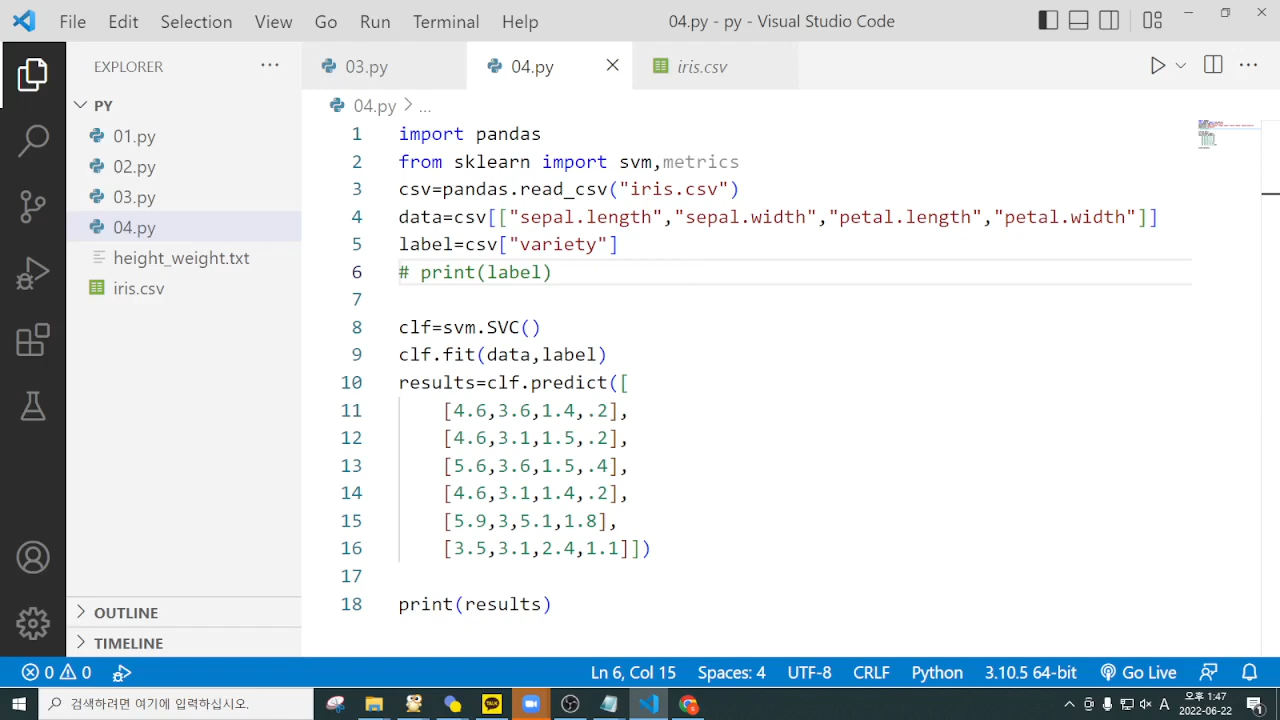 File Edit Selection View Go Run Terminal Help 04.py - py - Visual Studio Code
EXPLORER ...
PY
01.py
02.py
03.py
04.py
height_weight.txt
iris.csv
OUTLINE
TIMELINE
03.py 04.py iris.csv
04.py > ...
1 import pandas
2 from sklearn import svm,metrics
3 csv=pandas.read_csv("iris.csv")
4 data=csv[["sepal.length","sepal.width","petal.length","petal.width"]]
5 label=csv["variety"]
6 # print(label)
7
8 clf=svm.SVC()
9 clf.fit(data,label)
10 results=clf.predict([
11     [4.6,3.6,1.4,.2],
12     [4.6,3.1,1.5,.2],
13     [5.6,3.6,1.5,.4],
14     [4.6,3.1,1.4,.2],
15     [5.9,3,5.1,1.8],
16     [3.5,3.1,2.4,1.1]])
17
18 print(results)
0 0 Ln 6, Col 15 Spaces: 4 UTF-8 CRLF Python 3.10.5 64-bit Go Live
검색하려면 여기에 입력하십시오. TALK A 오후 1:47
2022-06-22 1